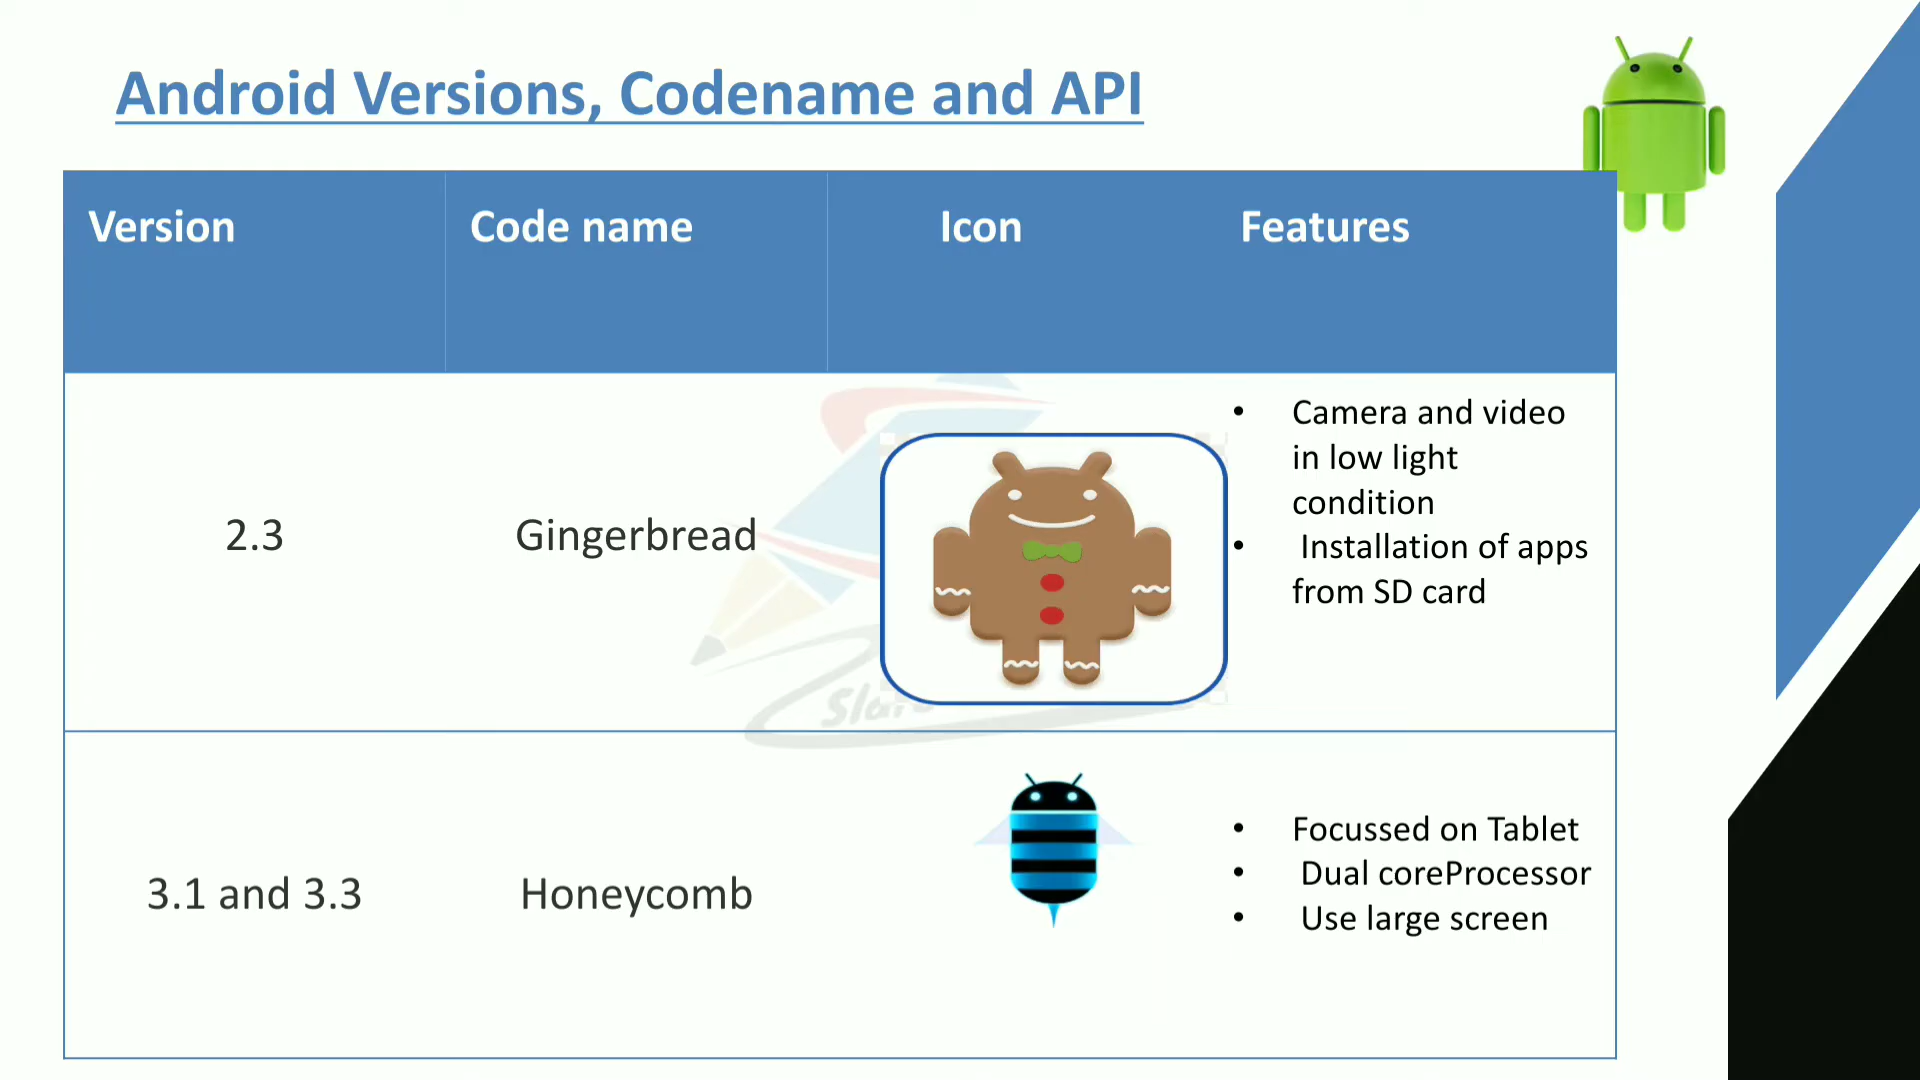 Android Versions, Codename and API
Version Code name Icon Features
2.3 Gingerbread
• Camera and video
in low light
condition
• Installation of apps
from SD card
3.1 and 3.3 Honeycomb
• Focussed on Tablet
• Dual coreProcessor
• Use large screen